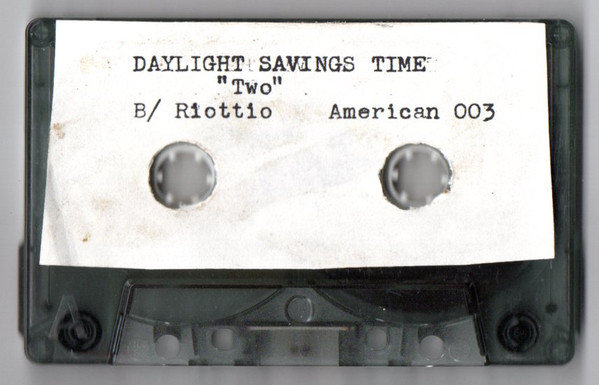 DAYLIGHT SAVINGS TIME
"Two"
B/ Riottio American 003
A